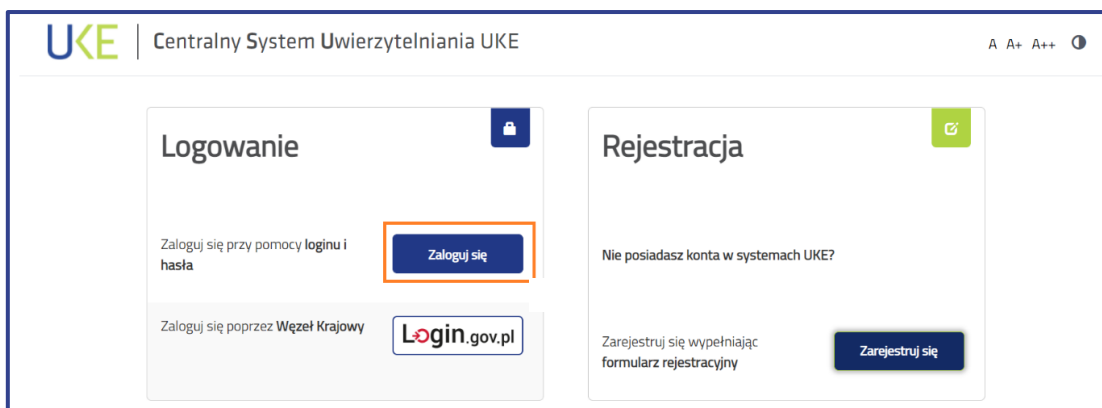 UKE
Centralny System Uwierzytelniania UKE
A A+ A++
Logowanie
Zaloguj się przy pomocy loginu i
hasła
Zaloguj się
Zaloguj się poprzez Węzeł Krajowy
Login.gov.pl
Rejestracja
Nie posiadasz konta w systemach UKE?
Zarejestruj się wypełniając
formularz rejestracyjny
Zarejestruj się